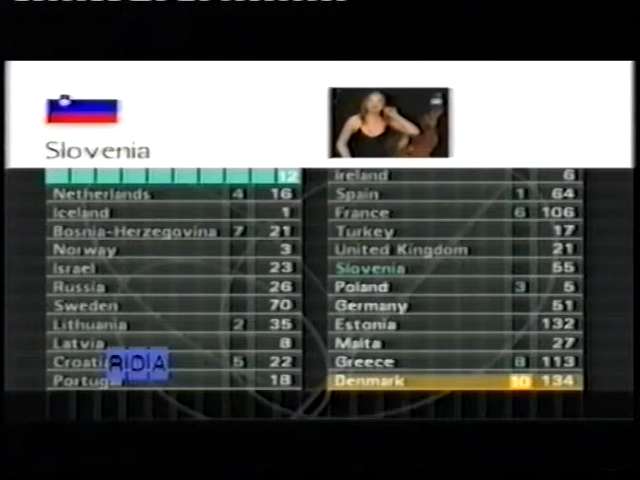 Slovenia
12
Netherlands 4 16
Iceland 1
Bosnia-Herzegovina 7 21
Norway 3
Israel 23
Russia 26
Sweden 70
Lithuania 2 35
Latvia 8
Croati 5 22
Portug 18
RDA
Ireland 6
Spain 1 64
France 6 106
Turkey 17
United Kingdom 21
Slovenia 55
Poland 3 5
Germany 51
Estonia 132
Malta 27
Greece 8 113
Denmark 10 134